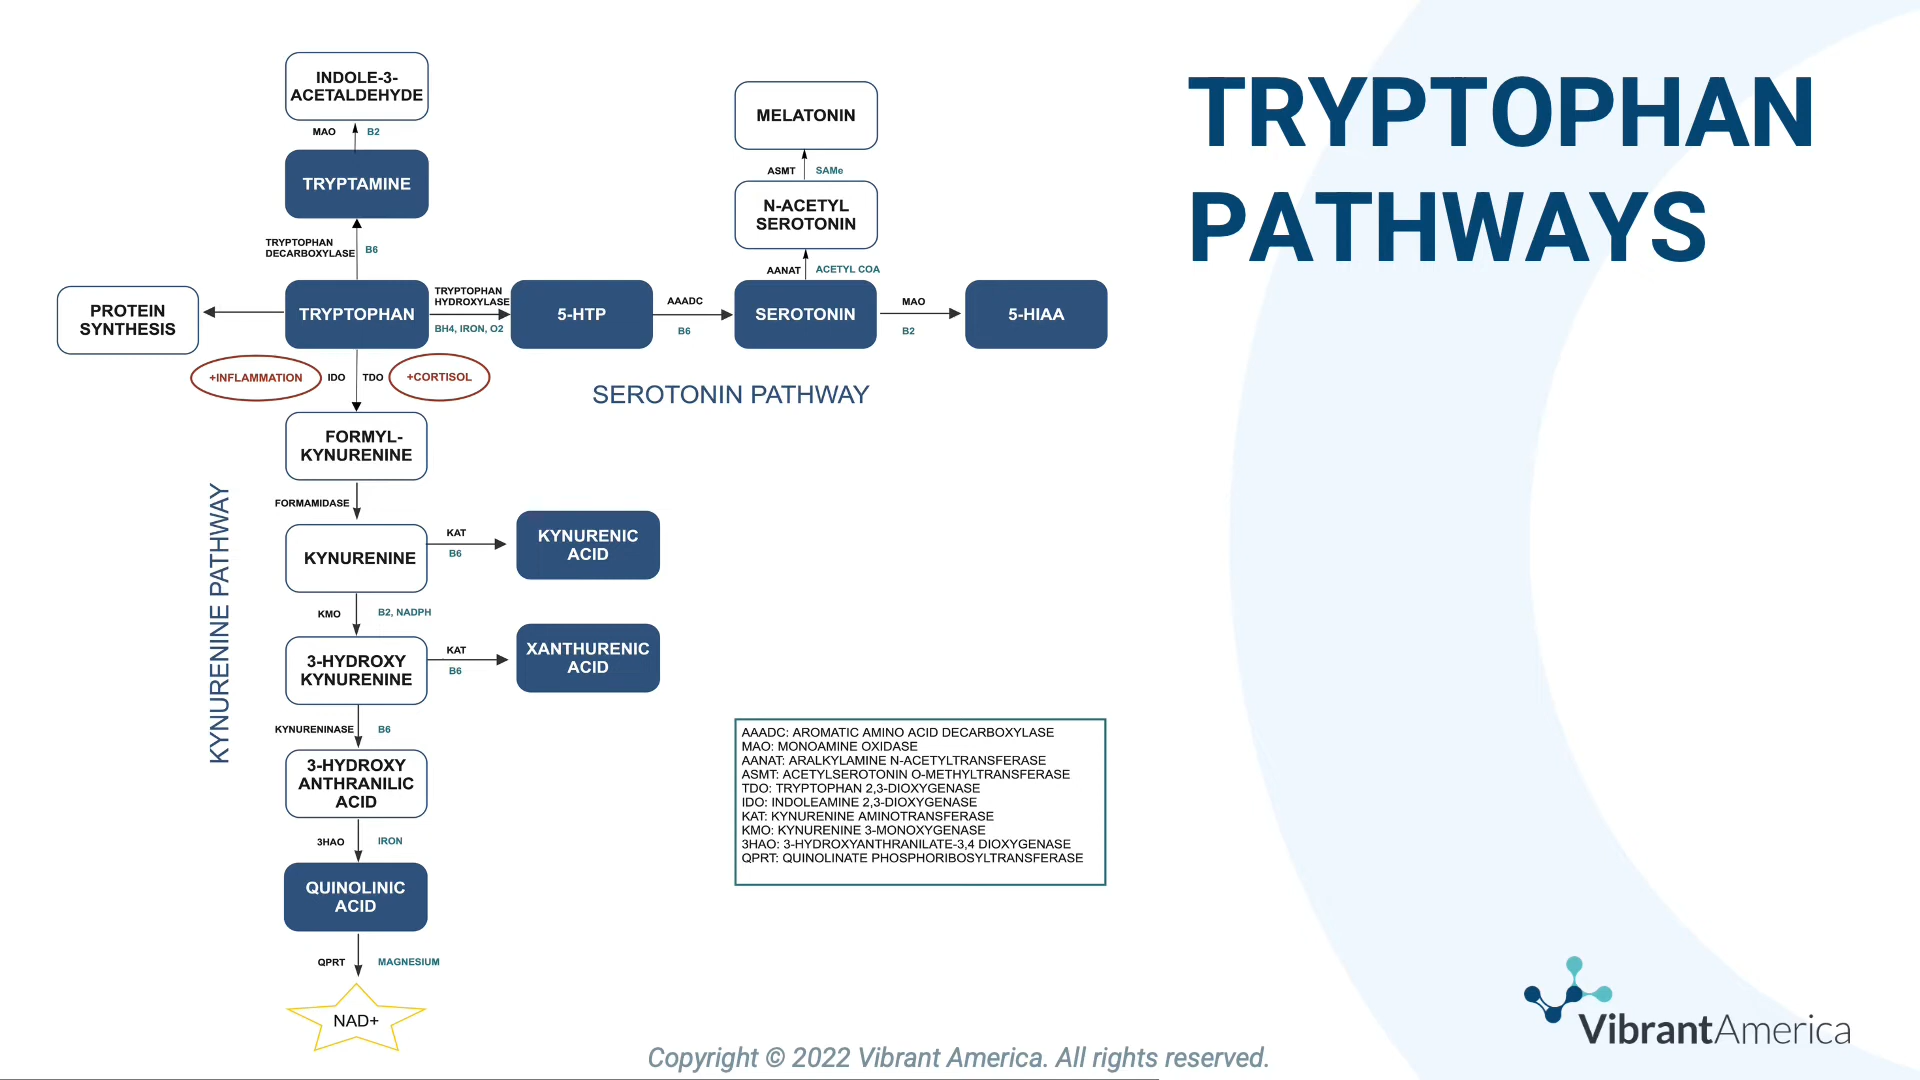 TRYPTOPHAN
PATHWAYS
INDOLE-3-
ACETALDEHYDE
MAO B2
TRYPTAMINE
TRYPTOPHAN
DECARBOXYLASE B6
PROTEIN
SYNTHESIS
TRYPTOPHAN
TRYPTOPHAN
HYDROXYLASE
BH4, IRON, O2
5-HTP
AAADC
B6
SEROTONIN
MAO
B2
5-HIAA
MELATONIN
ASMT SAMe
N-ACETYL
SEROTONIN
AANAT ACETYL COA
SEROTONIN PATHWAY
+INFLAMMATION IDO TDO +CORTISOL
FORMYL-
KYNURENINE
FORMAMIDASE
KYNURENINE PATHWAY
KYNURENINE
KAT
B6
KYNURENIC
ACID
KMO B2, NADPH
3-HYDROXY
KYNURENINE
KAT
B6
XANTHURENIC
ACID
KYNURENINASE B6
3-HYDROXY
ANTHRANILIC
ACID
3HAO IRON
QUINOLINIC
ACID
QPRT MAGNESIUM
NAD+
AAADC: AROMATIC AMINO ACID DECARBOXYLASE
MAO: MONOAMINE OXIDASE
AANAT: ARALKYLAMINE N-ACETYLTRANSFERASE
ASMT: ACETYLSEROTONIN O-METHYLTRANSFERASE
TDO: TRYPTOPHAN 2,3-DIOXYGENASE
IDO: INDOLEAMINE 2,3-DIOXYGENASE
KAT: KYNURENINE AMINOTRANSFERASE
KMO: KYNURENINE 3-MONOXYGENASE
3HAO: 3-HYDROXYANTHRANILATE-3,4 DIOXYGENASE
QPRT: QUINOLINATE PHOSPHORIBOSYLTRANSFERASE
VibrantAmerica
Copyright © 2022 Vibrant America. All rights reserved.